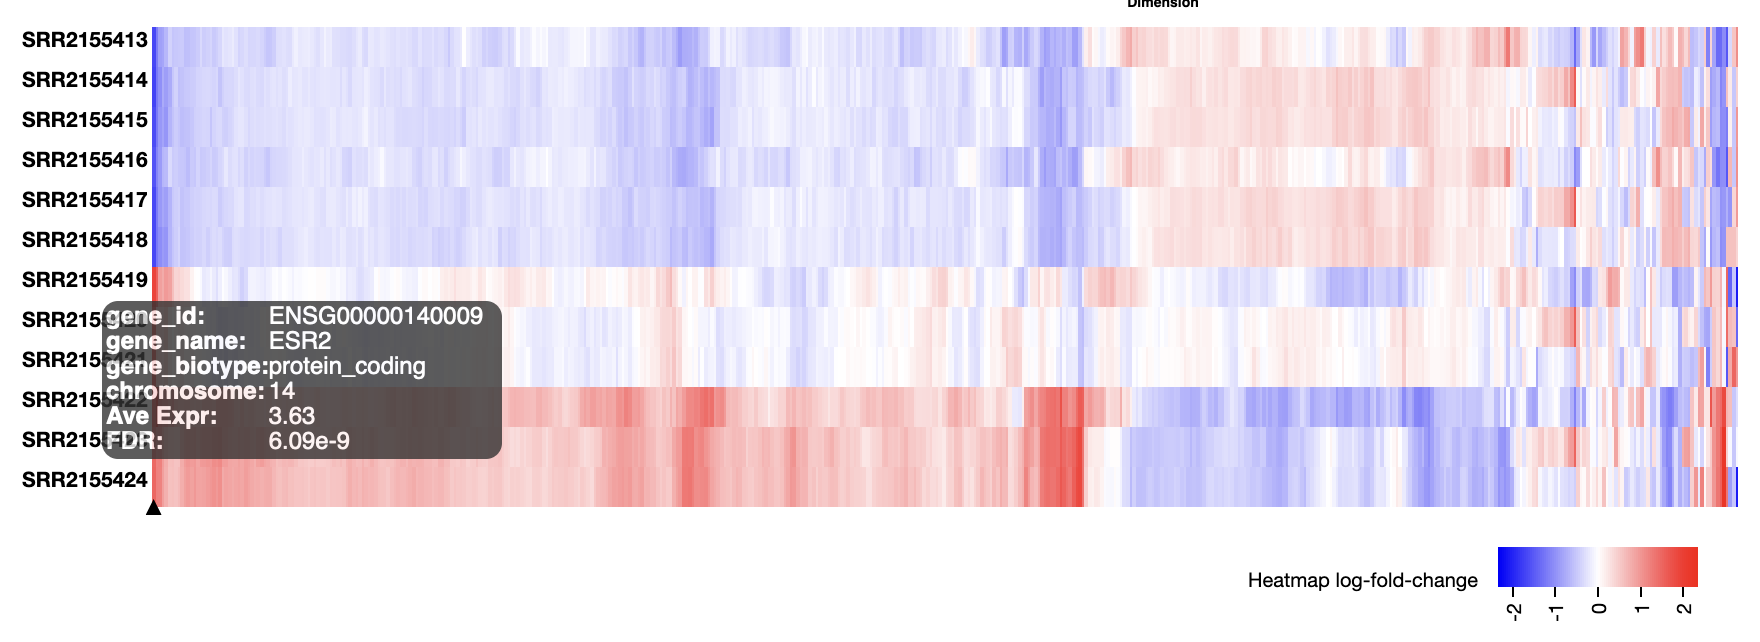 Dimension
SRR2155413
SRR2155414
SRR2155415
SRR2155416
SRR2155417
SRR2155418
SRR2155419
gene_id: ENSG00000140009
gene_name: ESR2
gene_biotype: protein_coding
chromosome: 14
Ave Expr: 3.63
FDR: 6.09e-9
SRR2155424
Heatmap log-fold-change
-2 -1 0 1 2